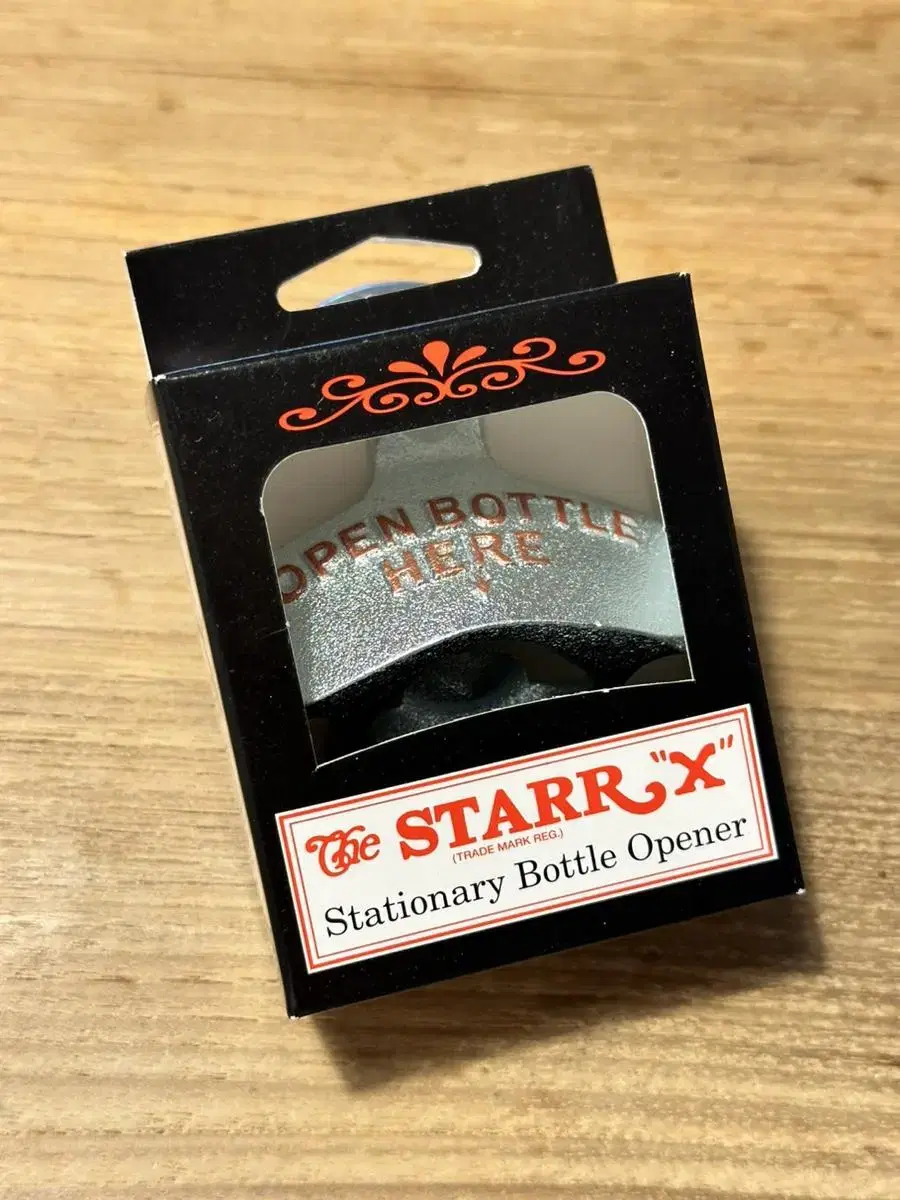 OPEN BOTTLE
HERE
The STARR "X"
(TRADE MARK REG.)
Stationary Bottle Opener